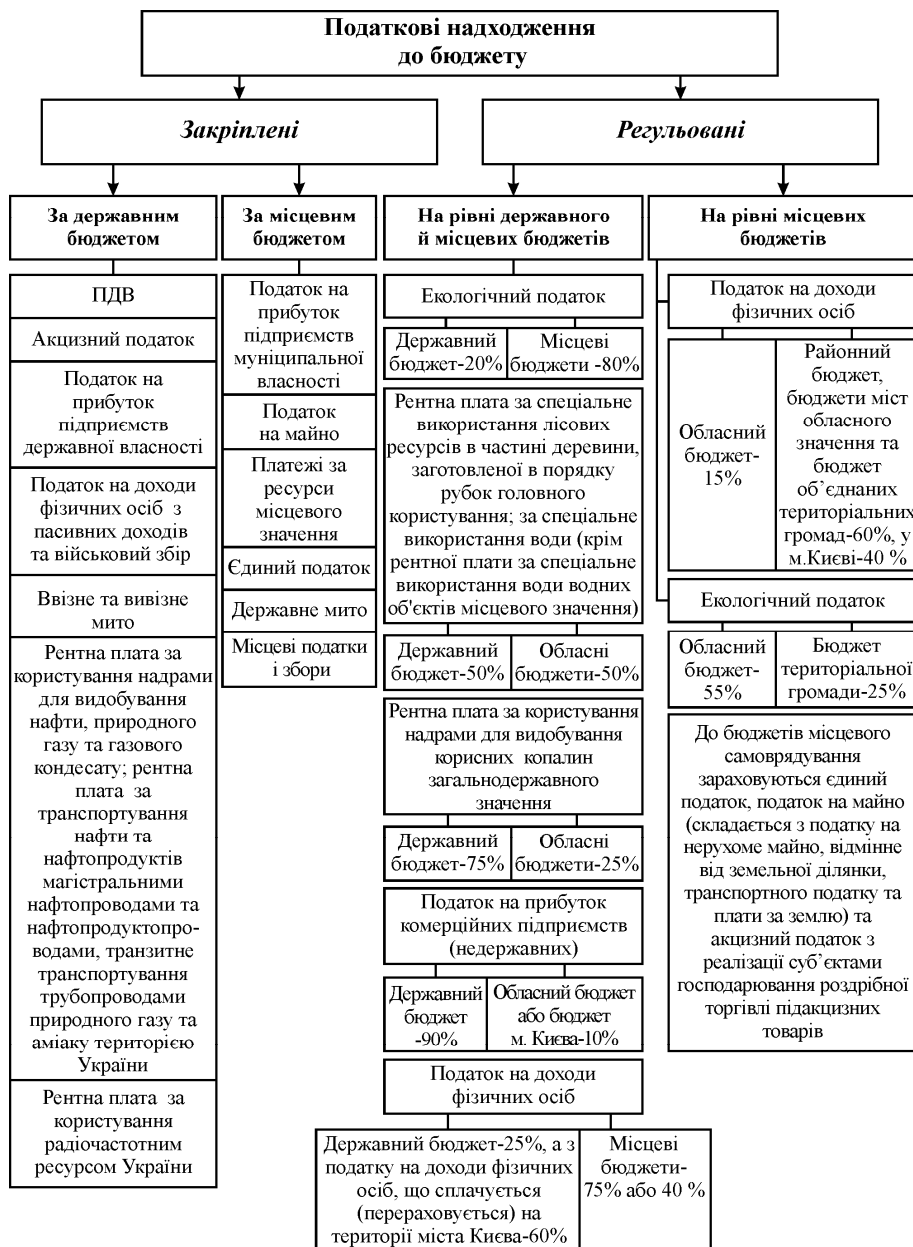 Податкові надходження
до бюджету
Закріплені
Регульовані
За державним
бюджетом
За місцевим
бюджетом
На рівні державного
й місцевих бюджетів
На рівні місцевих
бюджетів
ПДВ
Акцизний податок
Податок на
прибуток
підприємств
державної власності
Податок на доходи
фізичних осіб з
пасивних доходів
та військовий збір
Ввізне та вивізне
мито
Рентна плата за
користування надрами
для видобування
нафти, природного
газу та газового
кондесату; рентна
плата за
транспортування
нафти та
нафтопродуктів
магістральними
нафтопроводами та
нафтопродуктопро-
водами, транзитне
транспортування
трубопроводами
природного газу та
аміаку територією
України
Рентна плата за
користування
радіочастотним
ресурсом України
Податок на
прибуток
підприємств
муніципальної
власності
Податок
на майно
Платежі за
ресурси
місцевого
значення
Єдиний податок
Державне мито
Місцеві податки
і збори
Екологічний податок
Державний
бюджет-20%
Місцеві
бюджети -80%
Рентна плата за спеціальне
використання лісових
ресурсів в частині деревини,
заготовленої в порядку
рубок головного
користування; за спеціальне
використання води (крім
рентної плати за спеціальне
використання води водних
об'єктів місцевого значення)
Державний
бюджет-50%
Обласні
бюджети-50%
Рентна плата за користування
надрами для видобування
корисних копалин
загальнодержавного
значення
Державний
бюджет-75%
Обласні
бюджети-25%
Податок на прибуток
комерційних підприємств
(недержавних)
Державний
бюджет
-90%
Обласний бюджет
або бюджет
м. Києва-10%
Податок на доходи
фізичних осіб
Державний бюджет-25%, а з
податку на доходи фізичних
осіб, що сплачується
(перераховується) на
території міста Києва-60%
Місцеві
бюджети-
75% або 40 %
Податок на доходи
фізичних осіб
Обласний
бюджет-
15%
Районний
бюджет,
бюджети міст
обласного
значення та
бюджет
об’єднаних
територіальних
громад-60%, у
м.Києві-40 %
Екологічний податок
Обласний
бюджет-
55%
Бюджет
територіальної
громади-25%
До бюджетів місцевого
самоврядування
зараховуються єдиний
податок, податок на майно
(складається з податку на
нерухоме майно, відмінне
від земельної ділянки,
транспортного податку та
плати за землю) та
акцизний податок з
реалізації суб’єктами
господарювання роздрібної
торгівлі підакцизних
товарів